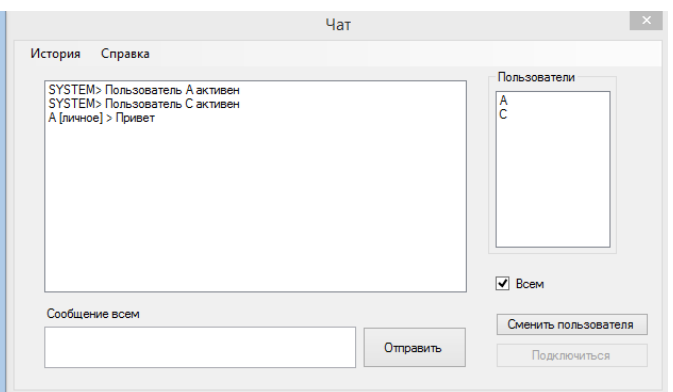 Чат
История Справка
SYSTEM> Пользователь А активен
SYSTEM> Пользователь С активен
А [личное] > Привет
Пользователи
А
С
Всем
Сообщение всем
Сменить пользователя
Отправить
Подключиться